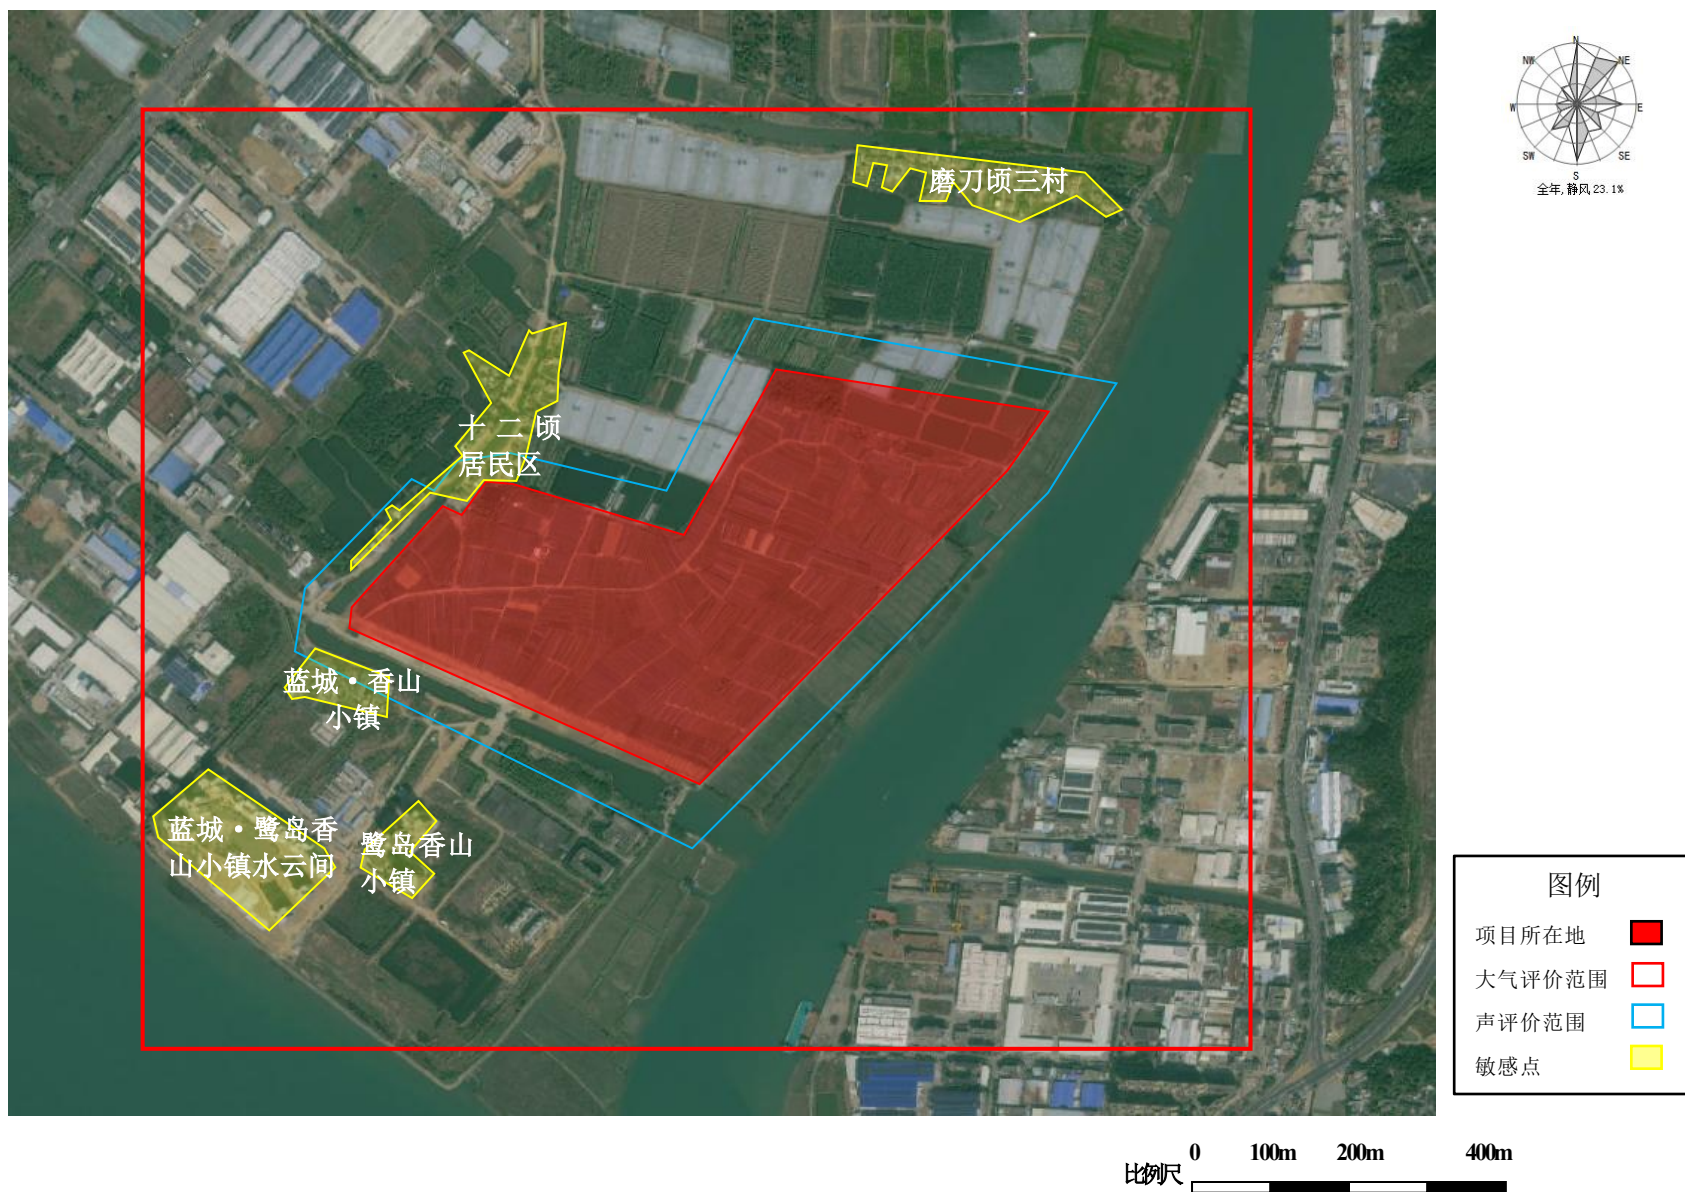 N
NW
NE
W
E
SW
SE
S
全年,静风23.1%
磨刀顷三村
十二顷
居民区
蓝城·香山
小镇
蓝城·鹭岛香
山小镇水云间
鹭岛香山
小镇
图例
项目所在地
大气评价范围
声评价范围
敏感点
比例尺
0 100m 200m 400m